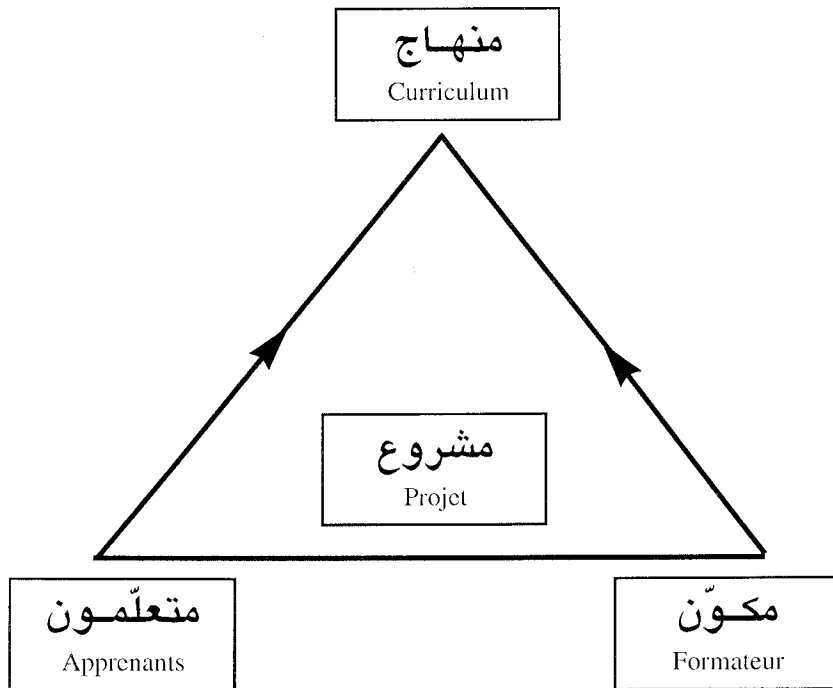 منهاج
Curriculum
مشروع
Projet
متعلّمون
Apprenants
مكوّن
Formateur